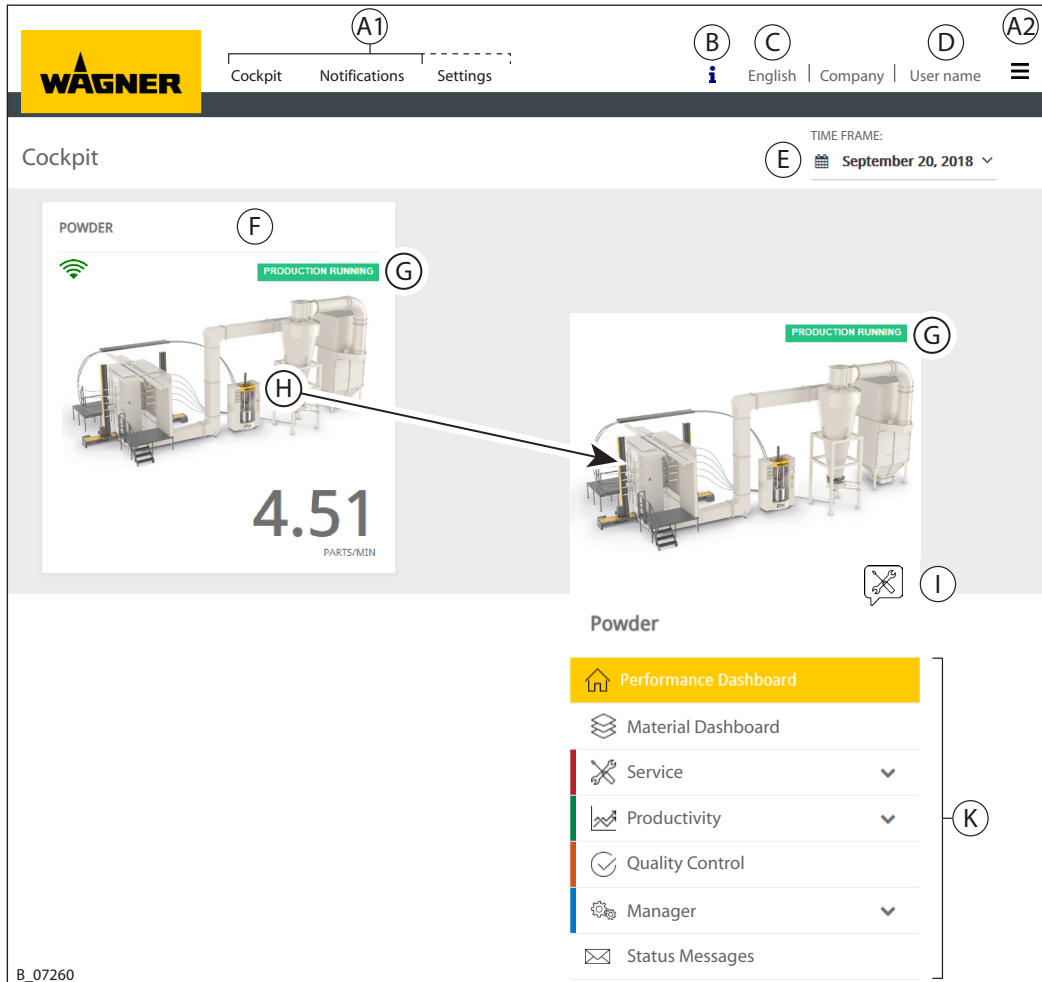 A1
B
C
D
A2
WAGNER
Cockpit Notifications Settings
English | Company | User name
Cockpit
TIME FRAME:
E
September 20, 2018
POWDER
F
PRODUCTION RUNNING
G
PRODUCTION RUNNING
G
H
4.51
PARTS/MIN
I
Powder
Performance Dashboard
Material Dashboard
Service
Productivity
K
Quality Control
Manager
Status Messages
B_07260